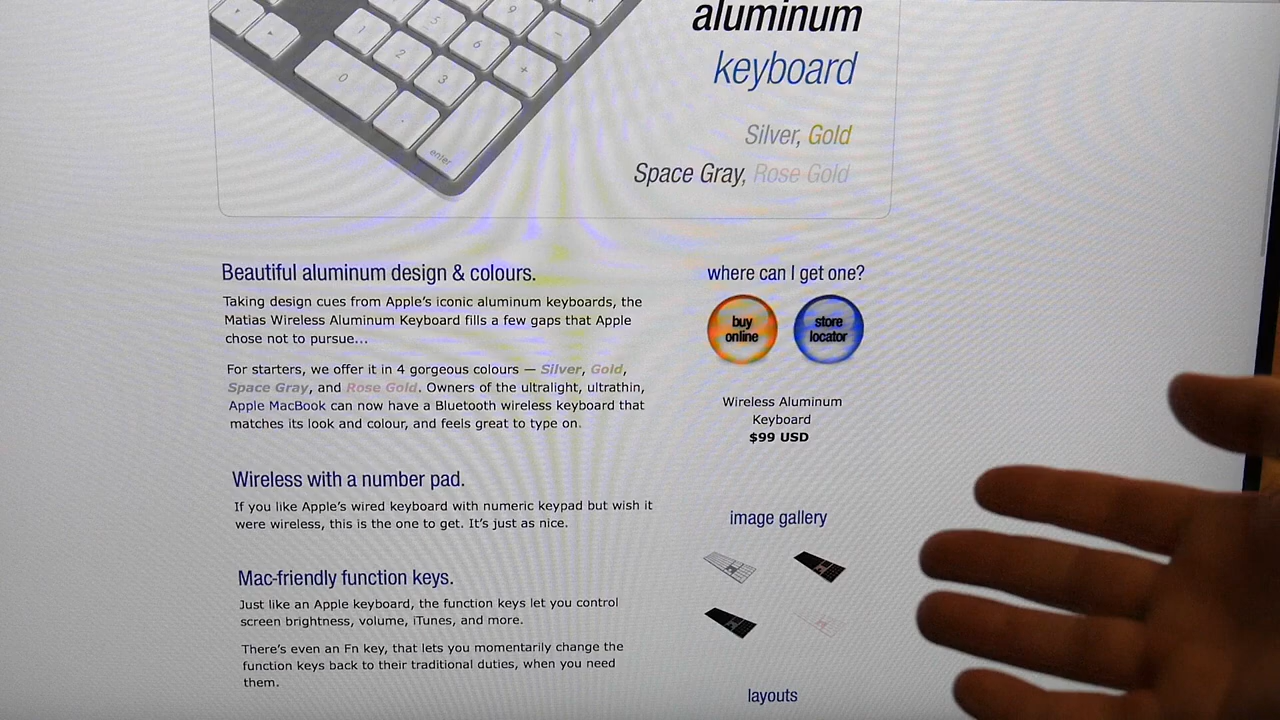 aluminum
keyboard
Silver, Gold
Space Gray, Rose Gold
5
9
1
2
6
-
0
3
+
.
enter
Beautiful aluminum design & colours.
Taking design cues from Apple's iconic aluminum keyboards, the
Matias Wireless Aluminum Keyboard fills a few gaps that Apple
chose not to pursue...
For starters, we offer it in 4 gorgeous colours — Silver, Gold,
Space Gray, and Rose Gold. Owners of the ultralight, ultrathin,
Apple MacBook can now have a Bluetooth wireless keyboard that
matches its look and colour, and feels great to type on.
Wireless with a number pad.
If you like Apple's wired keyboard with numeric keypad but wish it
were wireless, this is the one to get. It's just as nice.
Mac-friendly function keys.
Just like an Apple keyboard, the function keys let you control
screen brightness, volume, iTunes, and more.
There's even an Fn key, that lets you momentarily change the
function keys back to their traditional duties, when you need
them.
where can I get one?
buy
online
store
locator
Wireless Aluminum
Keyboard
$99 USD
image gallery
layouts